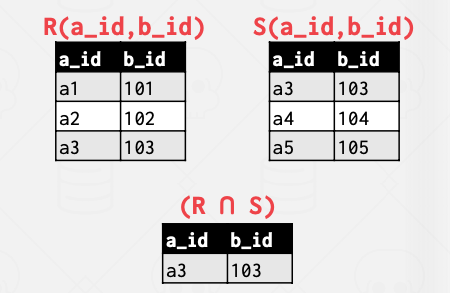 R(a_id,b_id) S(a_id,b_id)
a_id b_id a_id b_id
a1 101 a3 103
a2 102 a4 104
a3 103 a5 105
(R ∩ S)
a_id b_id
a3 103